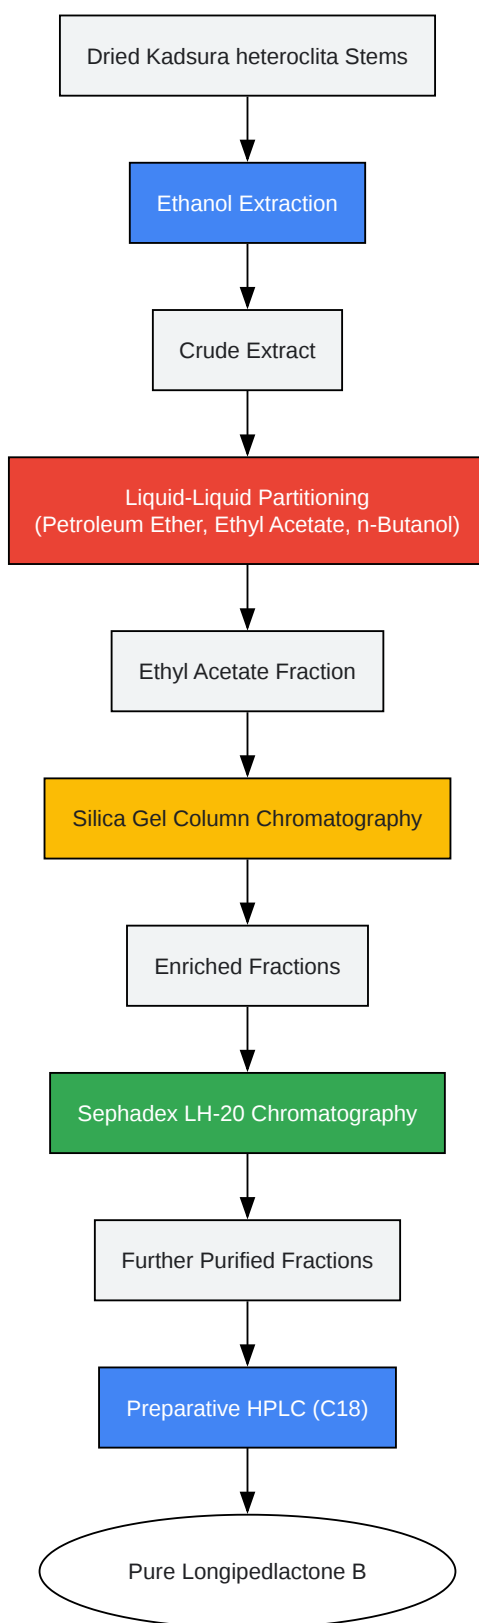 Dried Kadsura heteroclita Stems
Ethanol Extraction
Crude Extract
Liquid-Liquid Partitioning
(Petroleum Ether, Ethyl Acetate, n-Butanol)
Ethyl Acetate Fraction
Silica Gel Column Chromatography
Enriched Fractions
Sephadex LH-20 Chromatography
Further Purified Fractions
Preparative HPLC (C18)
Pure Longipedlactone B